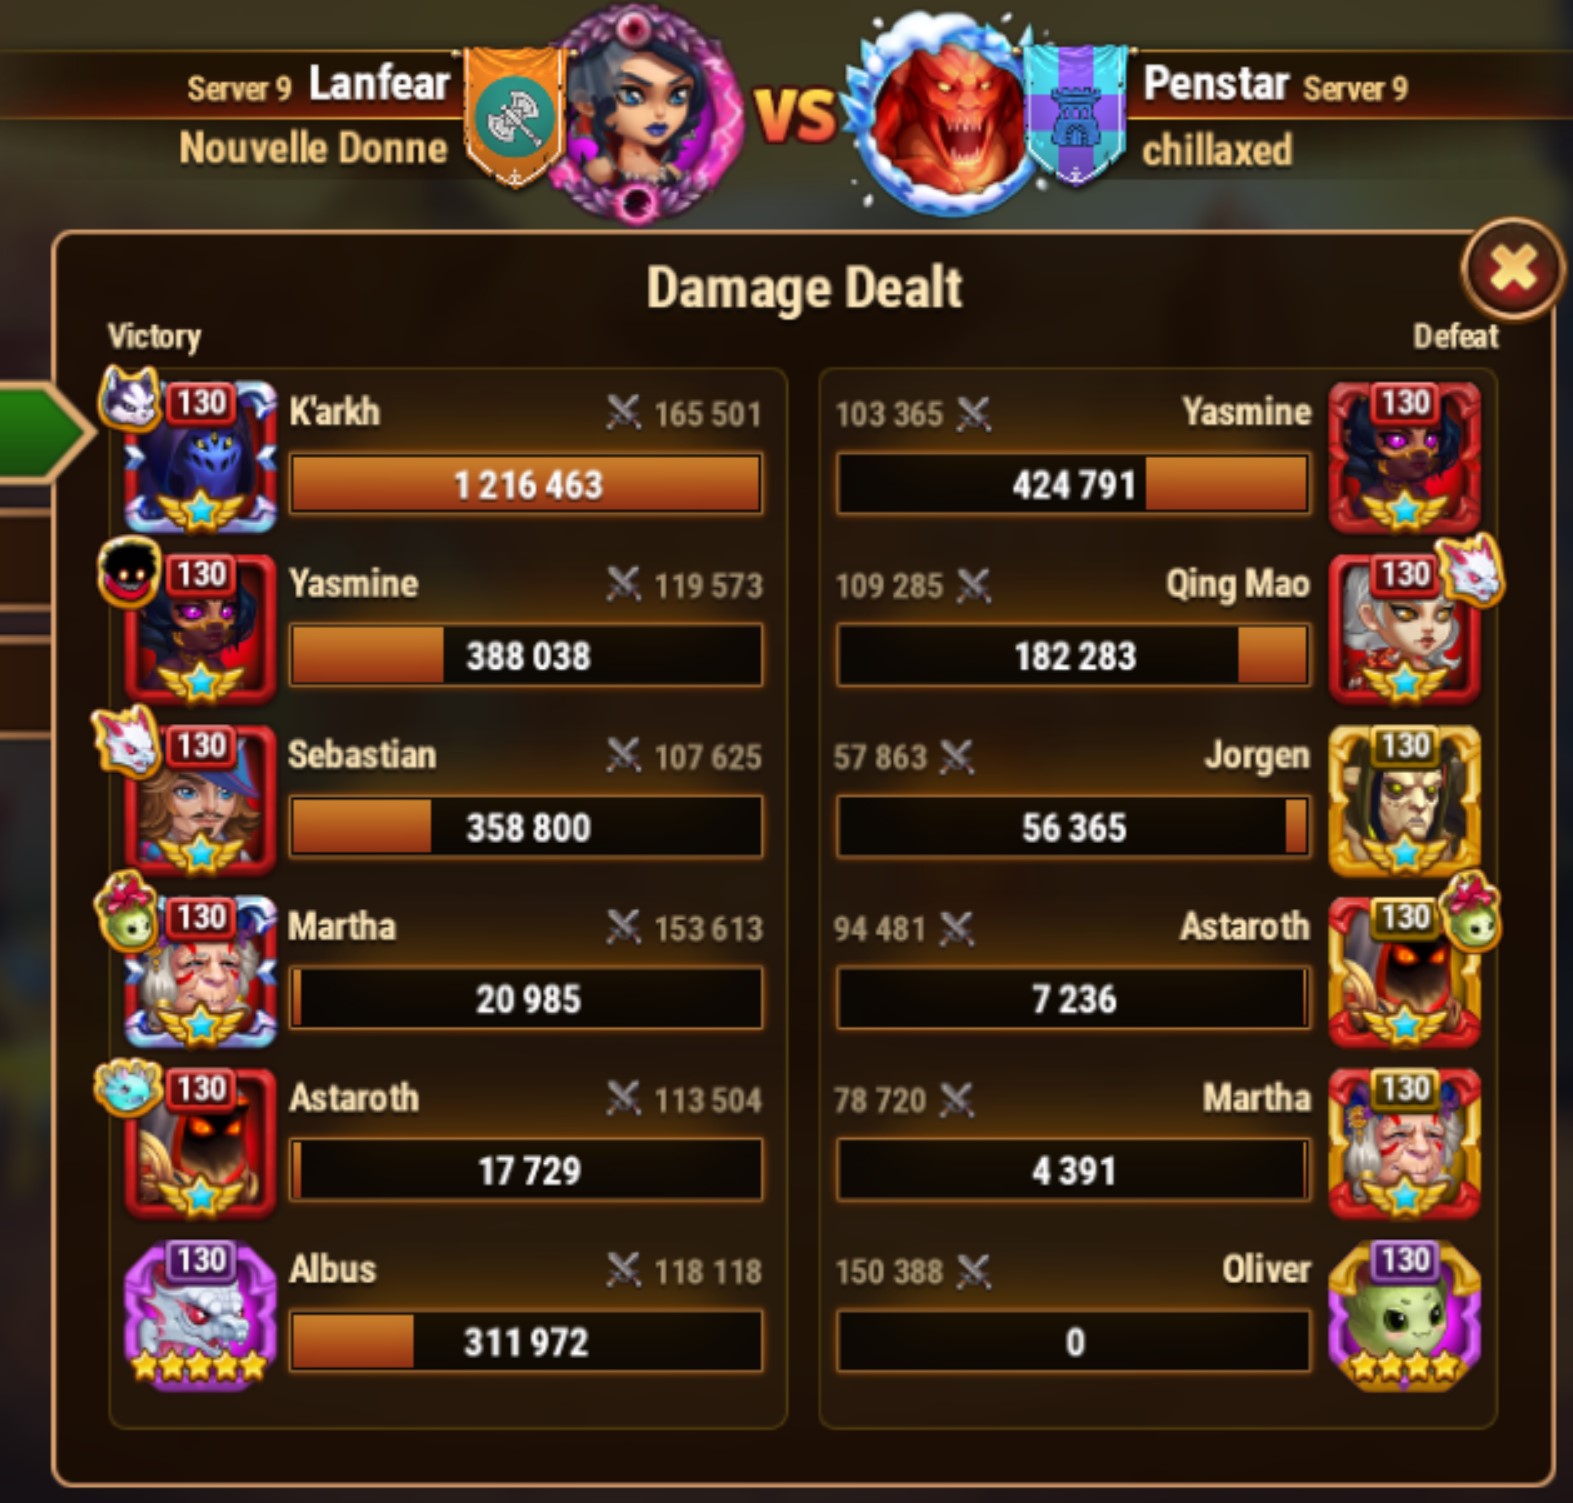 Server 9 Lanfear VS Penstar Server 9
Nouvelle Donne chillaxed
Damage Dealt
Victory Defeat
130 K'arkh 165 501
1 216 463
130 Yasmine 119 573
388 038
130 Sebastian 107 625
358 800
130 Martha 153 613
20 985
130 Astaroth 113 504
17 729
130 Albus 118 118
311 972
103 365 Yasmine 130
424 791
109 285 Qing Mao 130
182 283
57 863 Jorgen 130
56 365
94 481 Astaroth 130
7 236
78 720 Martha 130
4 391
150 388 Oliver 130
0